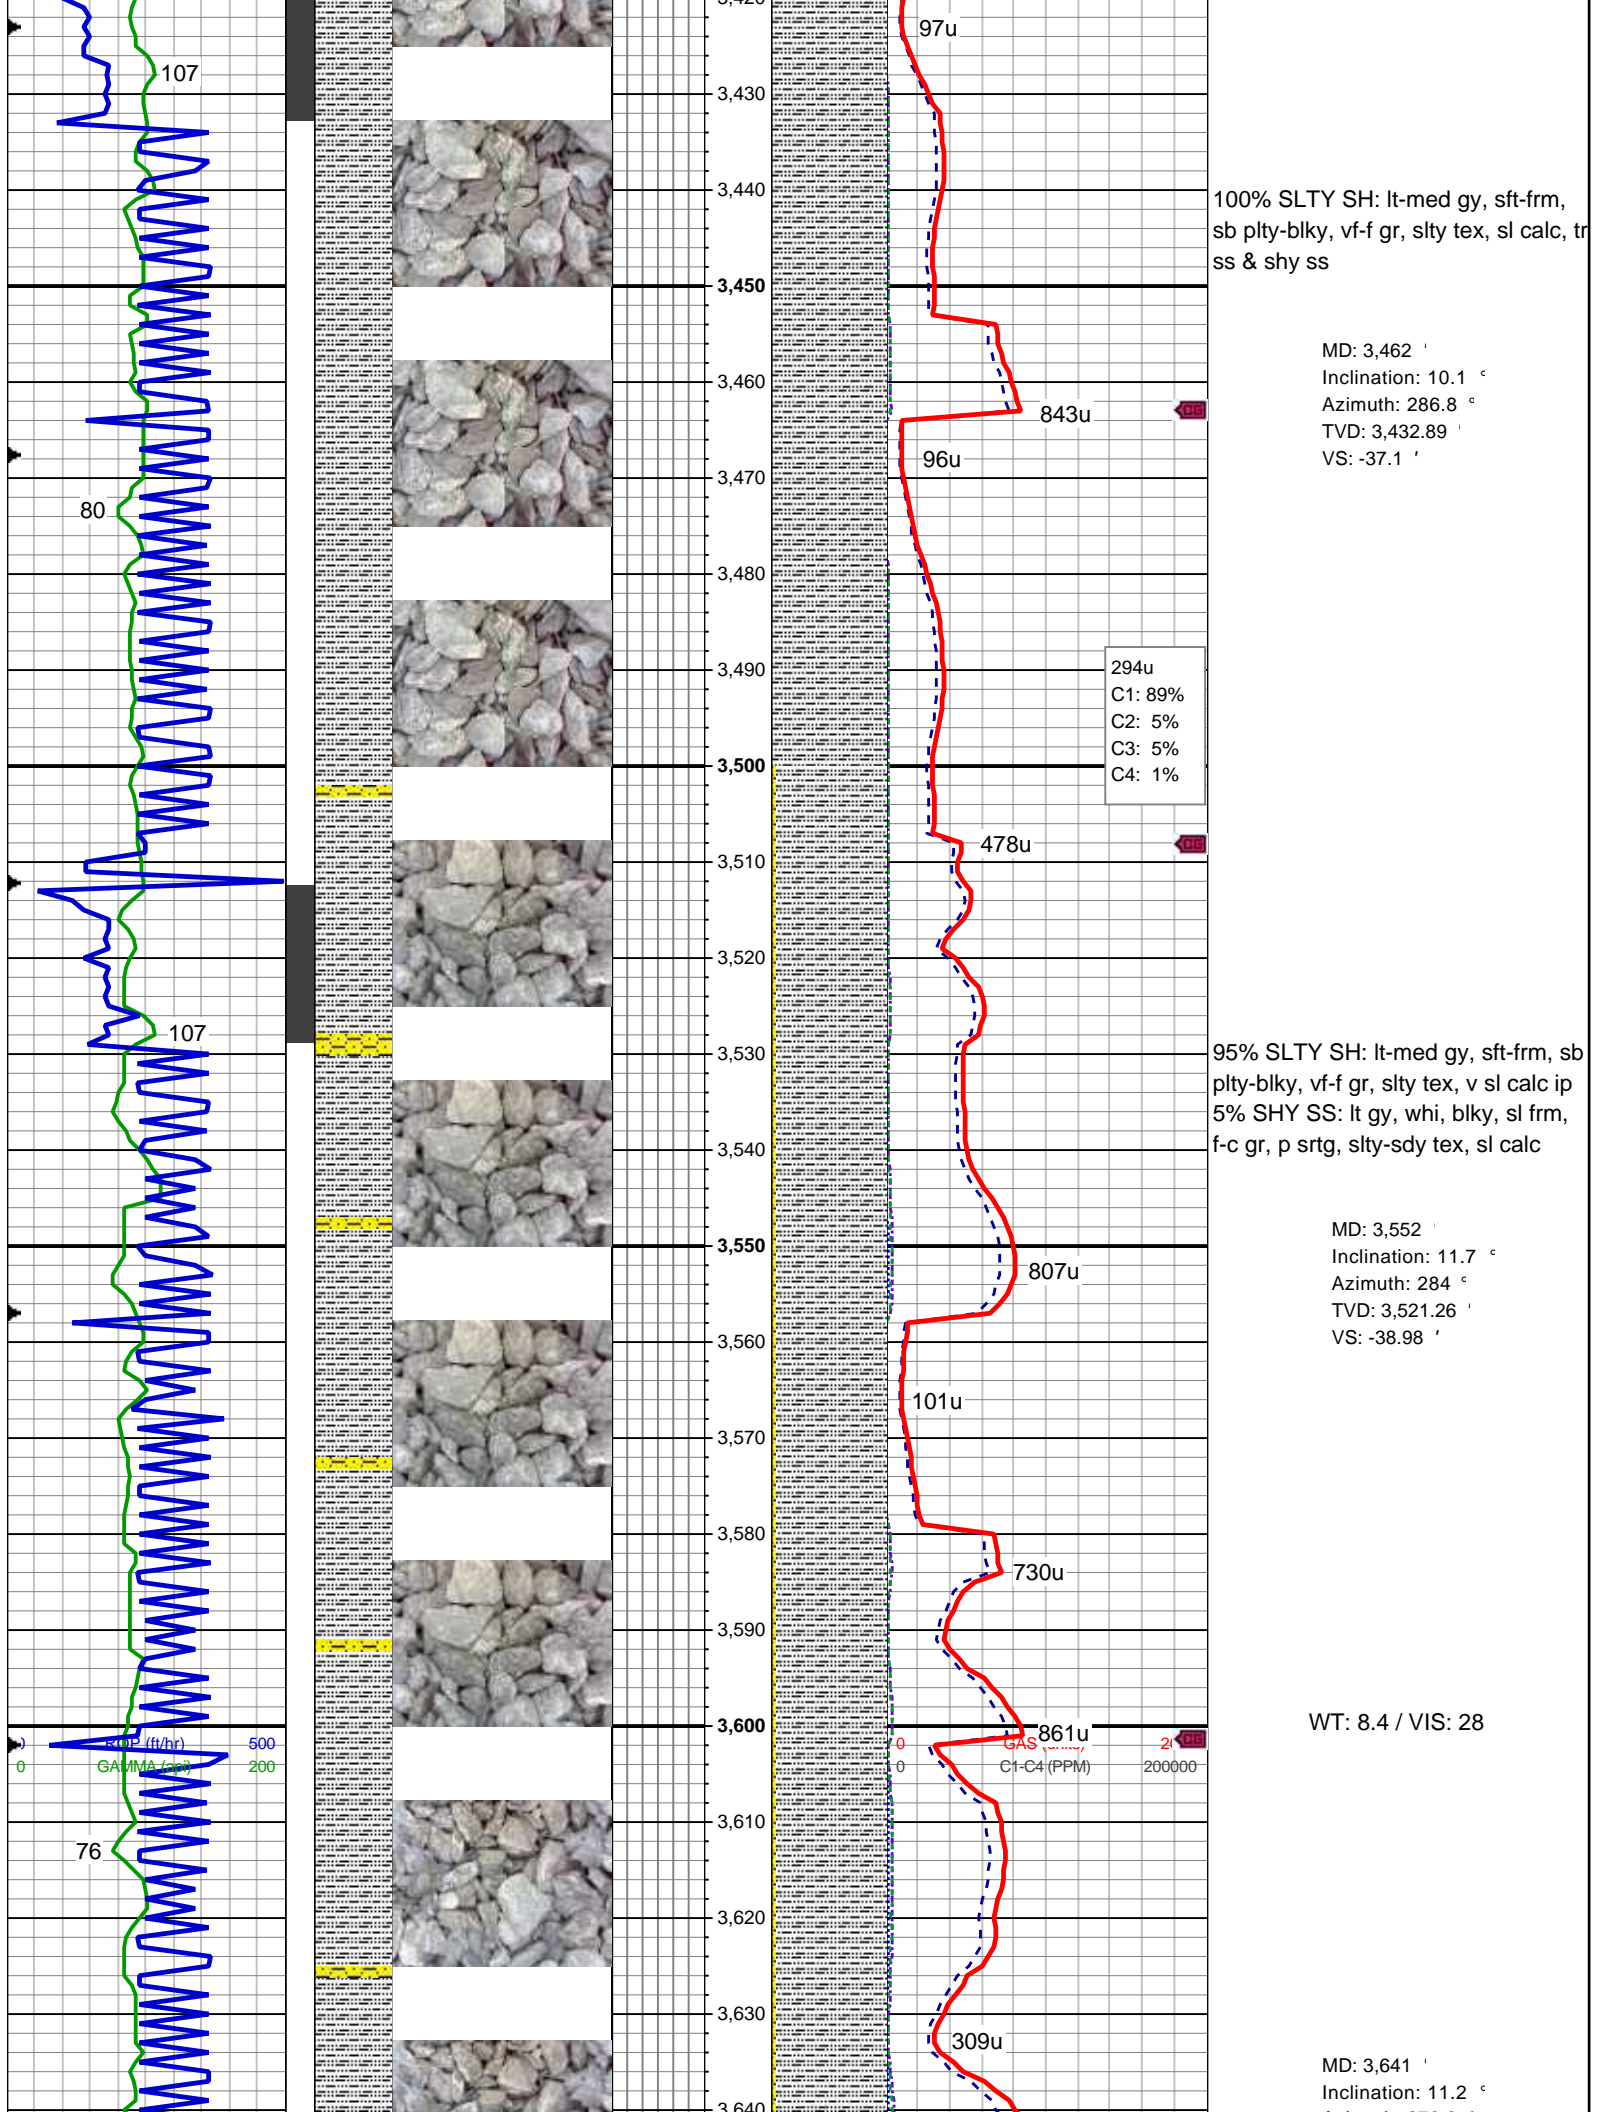 3,420
97u
107
3,430
3,440
100% SLTY SH: lt-med gy, sft-frm,
sb plty-blky, vf-f gr, slty tex, sl calc, tr
ss & shy ss
3,450
MD: 3,462 '
3,460
Inclination: 10.1 °
843u
DG
Azimuth: 286.8 °
TVD: 3,432.89 '
96u
VS: -37.1 '
3,470
80
3,480
3,490
294u
C1: 89%
C2: 5%
C3: 5%
C4: 1%
3,500
478u
DG
3,510
3,520
107
3,530
95% SLTY SH: lt-med gy, sft-frm, sb
plty-blky, vf-f gr, slty tex, v sl calc ip
5% SHY SS: lt gy, whi, blky, sl frm,
f-c gr, p srtg, slty-sdy tex, sl calc
3,540
MD: 3,552 '
3,550
Inclination: 11.7 °
807u
Azimuth: 284 °
TVD: 3,521.26 '
VS: -38.98 '
3,560
101u
3,570
3,580
730u
3,590
3,600
WT: 8.4 / VIS: 28
861u
DG
ROP (ft/hr) 500
0 GAS (units)
0 GAMMA (api) 200
0 C1-C4 (PPM) 200000
3,610
76
3,620
3,630
309u
MD: 3,641 '
Inclination: 11.2 °
3,640